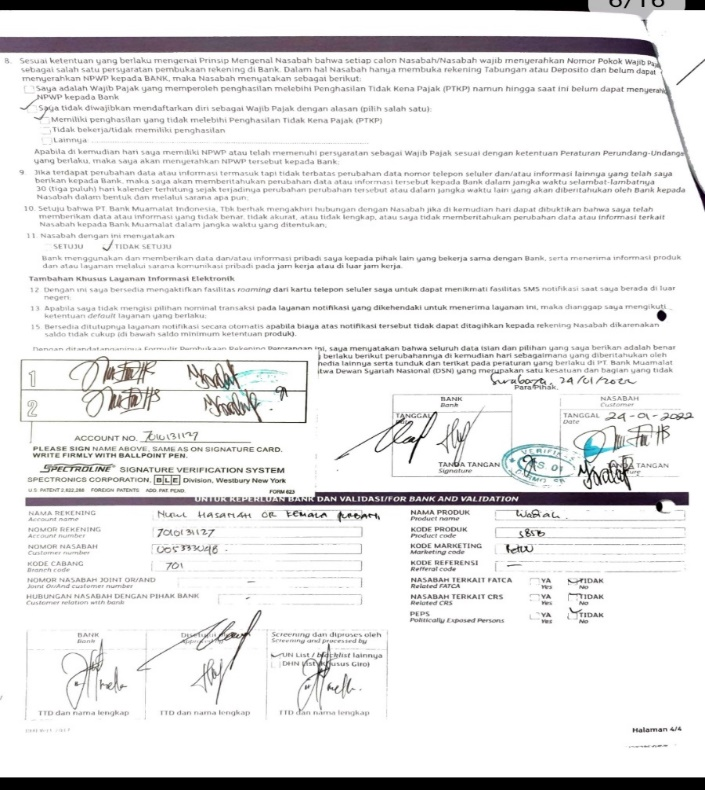 6/16
8. Sesuai ketentuan yang berlaku mengenai Prinsip Mengenal Nasabah bahwa setiap calon Nasabah/Nasabah wajib menyerahkan Nomor Pokok Wajib
sebagai salah satu persyaratan pembukaan rekening di Bank. Dalam hal Nasabah hanya membuka rekening Tabungan atau Deposito dan belum dapat
menyerahkan NPWP kepada BANK, maka Nasabah menyatakan sebagai berikut:
Saya adalah Wajib Pajak yang memperoleh penghasilan melebihi Penghasilan Tidak Kena Pajak (PTKP) namun hingga saat ini belum dapat
NPWP kepada Bank
Saya tidak diwajibkan mendaftarkan diri sebagai Wajib Pajak dengan alasan (pilih salah satu):
Memiliki penghasilan yang tidak melebihi Penghasilan Tidak Kena Pajak (PTKP)
Tidak bekerja/tidak memiliki penghasilan
Lainnya
Apabila di kemudian hari saya memiliki NPWP atau telah memenuhi persyaratan sebagai Wajib Pajak sesuai dengan ketentuan Peraturan Perundang-Undang
yang berlaku, maka saya akan menyerahkan NPWP tersebut kepada Bank.
9. Jika terdapat perubahan data atau informasi termasuk tapi tidak terbatas perubahan data nomor telepon seluler dan/atau informasi lainnya yang telah saya
berikan kepada Bank, maka saya akan memberitahukan perubahan data atau informasi tersebut kepada Bank dalam jangka waktu selambat-lambatnya
30 (tiga puluh) hari kalender terhitung sejak terjadinya perubahan perubahan tersebut atau dalam jangka waktu lain yang akan diberitahukan oleh Bank kepada
Nasabah dalam bentuk dan melalui sarana apa pun.
10. Setuju bahwa PT. Bank Muamalat Indonesia, Tbk berhak mengakhiri hubungan dengan Nasabah jika di kemudian hari dapat dibuktikan bahwa saya telah
memberikan data atau informasi yang tidak benar, tidak akurat, atau tidak lengkap, atau saya tidak memberitahukan perubahan data atau informasi terkait
Nasabah kepada Bank Muamalat dalam jangka waktu yang ditentukan;
11. Nasabah dengan ini menyatakan
SETUJU TIDAK SETUJU
Bank menggunakan dan memberikan data dan/atau informasi pribadi saya kepada pihak lain yang bekerja sama dengan Bank, serta menerima informasi produk
dan atau layanan melalui sarana komunikasi pribadi pada jam kerja atau di luar jam kerja.
Tambahan Khusus Layanan Informasi Elektronik
12. Dengan ini saya bersedia mengaktifkan fasilitas roaming dari kartu telepon seluler saya untuk dapat menikmati fasilitas SMS notifikasi saat saya berada di luar
negeri;
13. Apabila saya tidak mengisi pilihan nominal transaksi pada layanan notifikasi yang dikehendaki untuk menerima layanan ini, maka dianggap saya mengikuti
ketentuan default layanan yang berlaku;
15. Bersedia ditutupnya layanan notifikasi secara otomatis apabila biaya atas notifikasi tersebut tidak dapat ditagihkan kepada rekening Nasabah dikarenakan
saldo tidak cukup (di bawah saldo minimum ketentuan produk).
Dengan ditandatanganinya Formulir Pembukaan Rekening Perorangan ini, saya menyatakan bahwa seluruh data isian dan pilihan yang saya berikan adalah benar
berlaku berikut perubahannya di kemudian hari sebagaimana yang diberitahukan oleh
media lainnya serta tunduk dan terikat pada peraturan yang berlaku di PT. Bank Muamalat
Dewan Syariah Nasional (DSN) yang merupakan satu kesatuan dan bagian yang tidak
Surabaya, 24/01/2022
Para Pihak,
1
2
ACCOUNT NO. 7010131127
PLEASE SIGN NAME ABOVE, SAME AS ON SIGNATURE CARD.
WRITE FIRMLY WITH BALLPOINT PEN.
SPECTROLINE SIGNATURE VERIFICATION SYSTEM
SPECTRONICS CORPORATION, BLE Division, Westbury New York
U.S. PATENT 2,622,266 FOREIGN PATENTS ADD. PAT. PEND. FORM 623
BANK
Bank
TANGGAL
TANDA TANGAN
Signature
NASABAH
Customer
TANGGAL 24-01-2022
Date
TANDA TANGAN
UNTUK KEPERLUAN BANK DAN VALIDASI/FOR BANK AND VALIDATION
NAMA REKENING NURUL HASANAH OR KEMALA
Account name
NOMOR REKENING 7010131127
Account number
NOMOR NASABAH
Customer number
KODE CABANG 701
Branch code
NOMOR NASABAH JOINT OR/AND –
Joint Or/And customer number
HUBUNGAN NASABAH DENGAN PIHAK BANK –
Customer relation with bank
NAMA PRODUK Wadiah
Product name
KODE PRODUK
Product code
KODE MARKETING
Marketing code
KODE REFERENSI –
Refferal code
NASABAH TERKAIT FATCA YA TIDAK
Related FATCA Yes No
NASABAH TERKAIT CRS YA TIDAK
Related CRS Yes No
PEPS YA TIDAK
Politically Exposed Persons Yes No
BANK
Bank
TTD dan nama lengkap
TTD dan nama lengkap
Screening dan diproses oleh
Screening and processed by
UN List / blacklist lainnya
DHN (khusus Giro)
TTD dan nama lengkap
Halaman 4/4